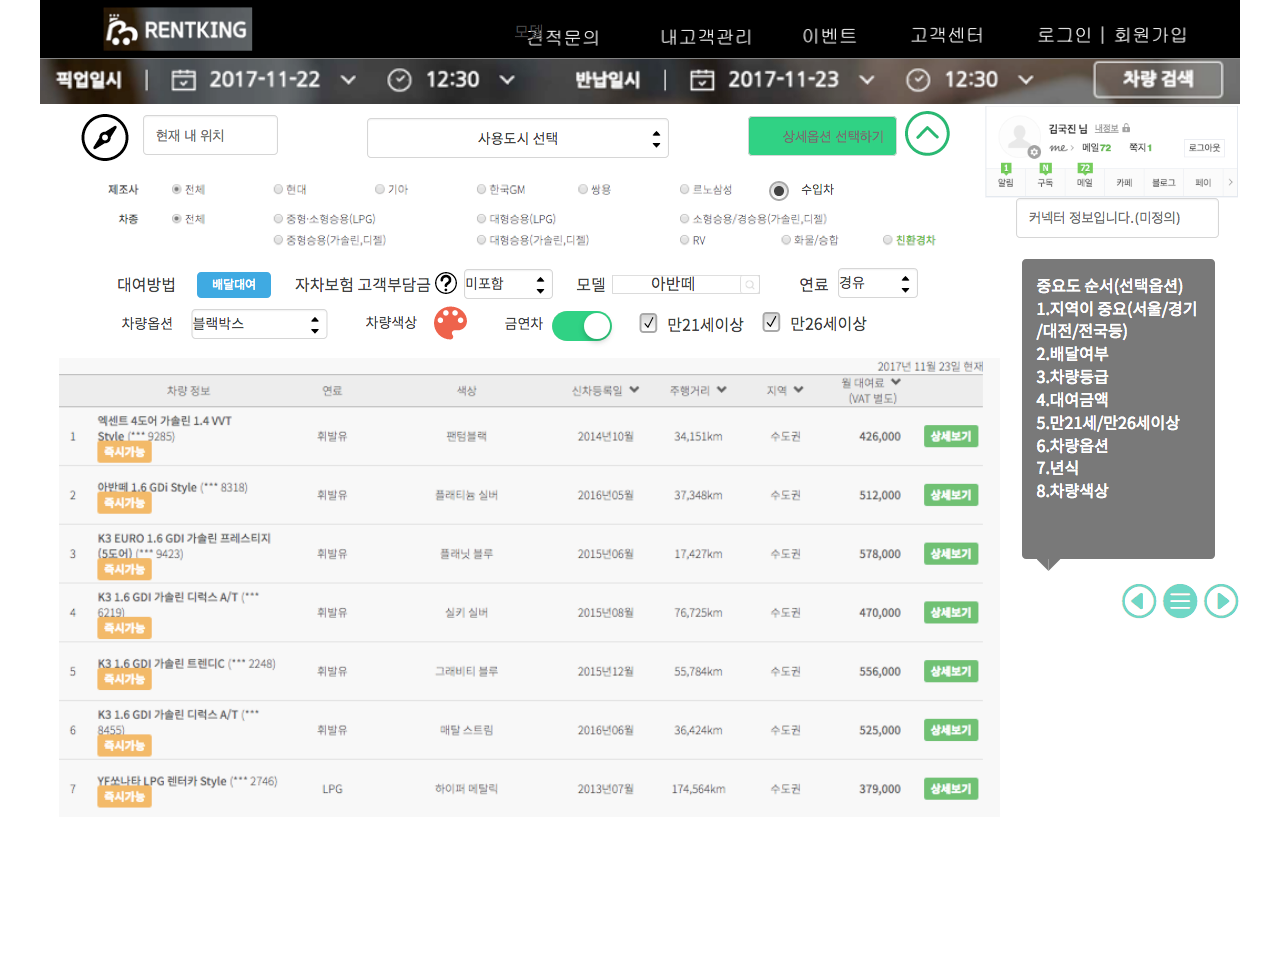 RENTKING 모델 견적문의 내고객관리 이벤트 고객센터 로그인 | 회원가입
픽업일시 | 2017-11-22 12:30 반납일시 | 2017-11-23 12:30 차량 검색
현재 내 위치 사용도시 선택 상세옵션 선택하기
김국진 님 내정보
me 메일72 쪽지1 로그아웃
1 N 72
알림 구독 메일 카페 블로그 페이
커넥터 정보입니다.(미정의)
제조사 전체 현대 기아 한국GM 쌍용 르노삼성 수입차
차종 전체 중형·소형승용(LPG) 대형승용(LPG) 소형승용/경승용(가솔린,디젤)
중형승용(가솔린,디젤) 대형승용(가솔린,디젤) RV 화물/승합 친환경차
대여방법 배달대여 자차보험 고객부담금 미포함 모델 아반떼 연료 경유
차량옵션 블랙박스 차량색상 금연차 만21세이상 만26세이상
중요도 순서(선택옵션)
1.지역이 중요(서울/경기
/대전/전국등)
2.배달여부
3.차량등급
4.대여금액
5.만21세/만26세이상
6.차량옵션
7.년식
8.차량색상
2017년 11월 23일 현재
차량 정보 연료 색상 신차등록일 주행거리 지역 월 대여료
(VAT 별도)
엑센트 4도어 가솔린 1.4 VVT
1 Style (*** 9285) 휘발유 팬텀블랙 2014년10월 34,151km 수도권 426,000 상세보기
즉시가능
아반떼 1.6 GDi Style (*** 8318)
2 휘발유 플래티늄 실버 2016년05월 37,348km 수도권 512,000 상세보기
즉시가능
K3 EURO 1.6 GDI 가솔린 프레스티지
3 (5도어) (*** 9423) 휘발유 플래닛 블루 2015년06월 17,427km 수도권 578,000 상세보기
즉시가능
K3 1.6 GDI 가솔린 디럭스 A/T (***
4 6219) 휘발유 실키 실버 2015년08월 76,725km 수도권 470,000 상세보기
즉시가능
K3 1.6 GDI 가솔린 트렌디C (*** 2248)
5 휘발유 그래비티 블루 2015년12월 55,784km 수도권 556,000 상세보기
즉시가능
K3 1.6 GDI 가솔린 디럭스 A/T (***
6 8455) 휘발유 메탈 스트림 2016년06월 36,424km 수도권 525,000 상세보기
즉시가능
YF쏘나타 LPG 렌터카 Style (*** 2746)
7 LPG 하이퍼 메탈릭 2013년07월 174,564km 수도권 379,000 상세보기
즉시가능